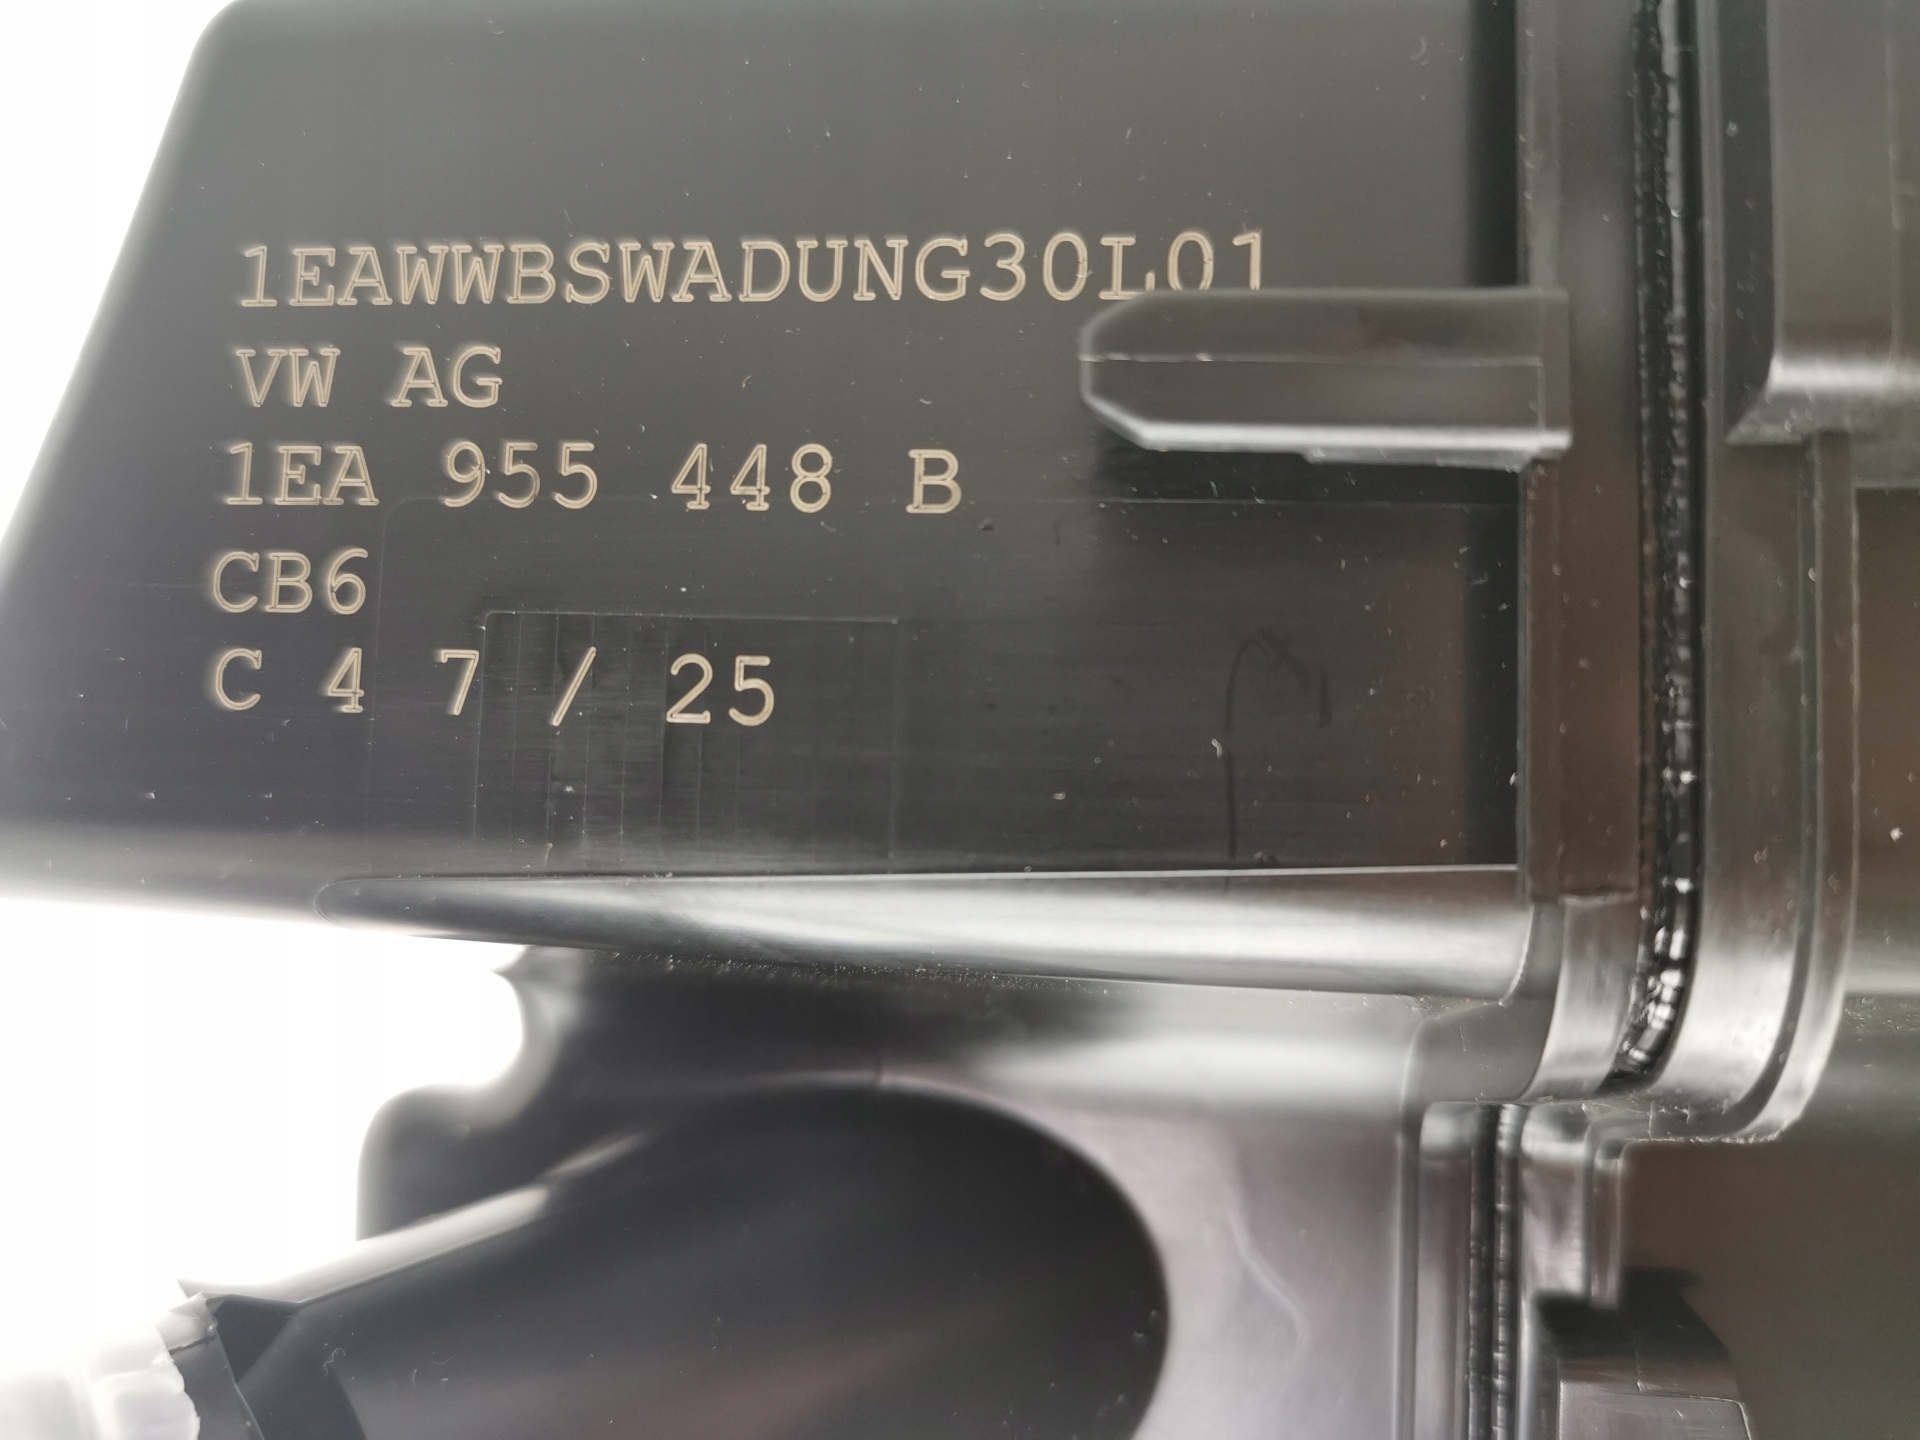 1EAWWBSWADUNG30L01
VW AG
1EA 955 448 B
CB6
C 4 7 / 25